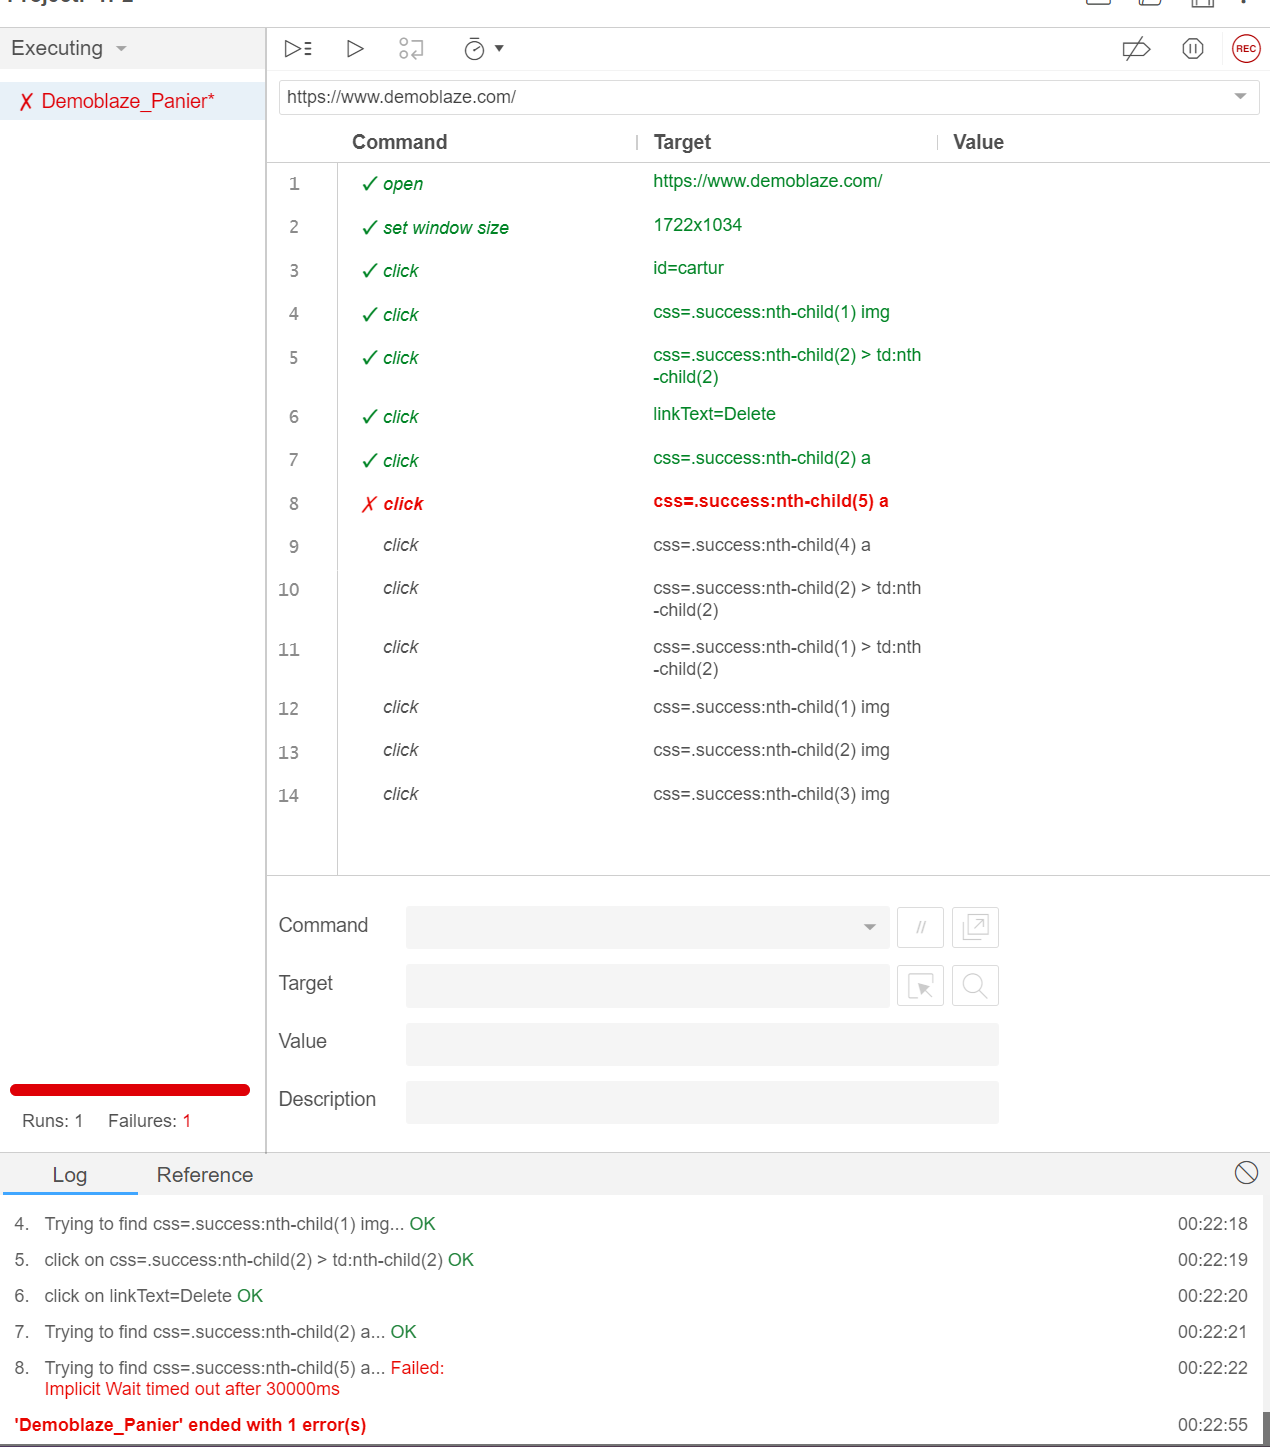 Executing
Demoblaze_Panier*
REC
https://www.demoblaze.com/
Command Target Value
1 open https://www.demoblaze.com/
2 set window size 1722x1034
3 click id=cartur
4 click css=.success:nth-child(1) img
5 click css=.success:nth-child(2) > td:nth
-child(2)
6 click linkText=Delete
7 click css=.success:nth-child(2) a
8 click css=.success:nth-child(5) a
9 click css=.success:nth-child(4) a
10 click css=.success:nth-child(2) > td:nth
-child(2)
11 click css=.success:nth-child(1) > td:nth
-child(2)
12 click css=.success:nth-child(1) img
13 click css=.success:nth-child(2) img
14 click css=.success:nth-child(3) img
Command //
Target
Value
Description
Runs: 1 Failures: 1
Log Reference
4. Trying to find css=.success:nth-child(1) img... OK 00:22:18
5. click on css=.success:nth-child(2) > td:nth-child(2) OK 00:22:19
6. click on linkText=Delete OK 00:22:20
7. Trying to find css=.success:nth-child(2) a... OK 00:22:21
8. Trying to find css=.success:nth-child(5) a... Failed: 00:22:22
Implicit Wait timed out after 30000ms
'Demoblaze_Panier' ended with 1 error(s) 00:22:55